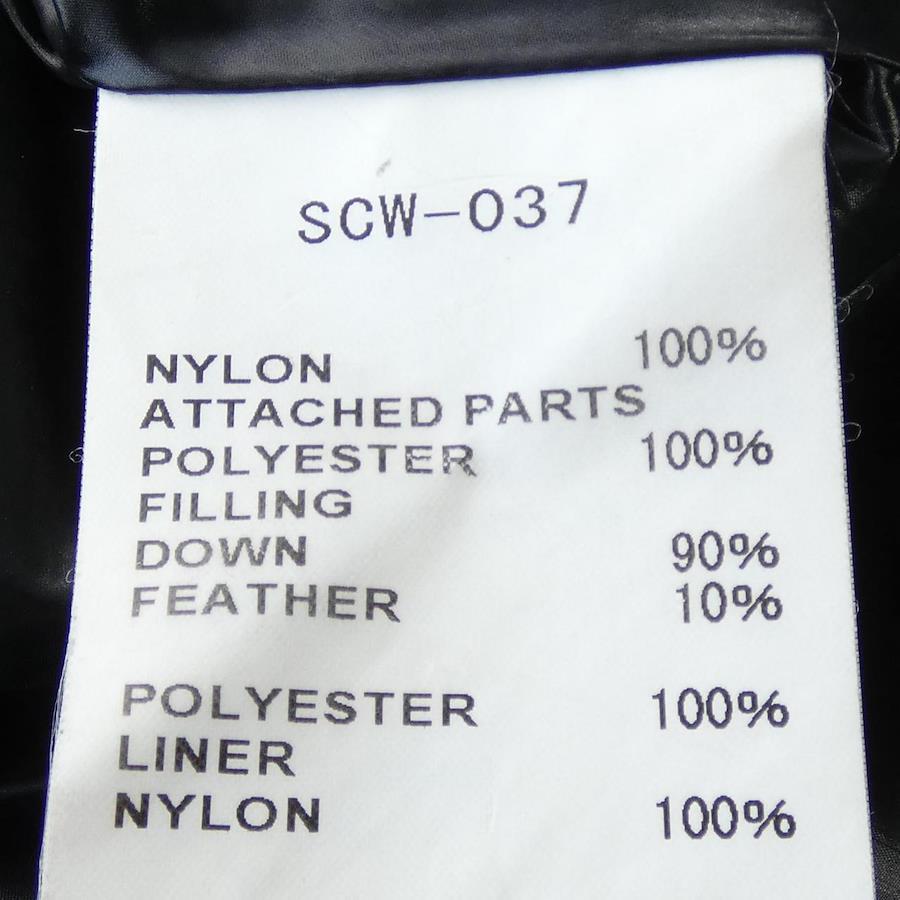 SCW-037
NYLON 100%
ATTACHED PARTS
POLYESTER 100%
FILLING
DOWN 90%
FEATHER 10%
POLYESTER 100%
LINER
NYLON 100%